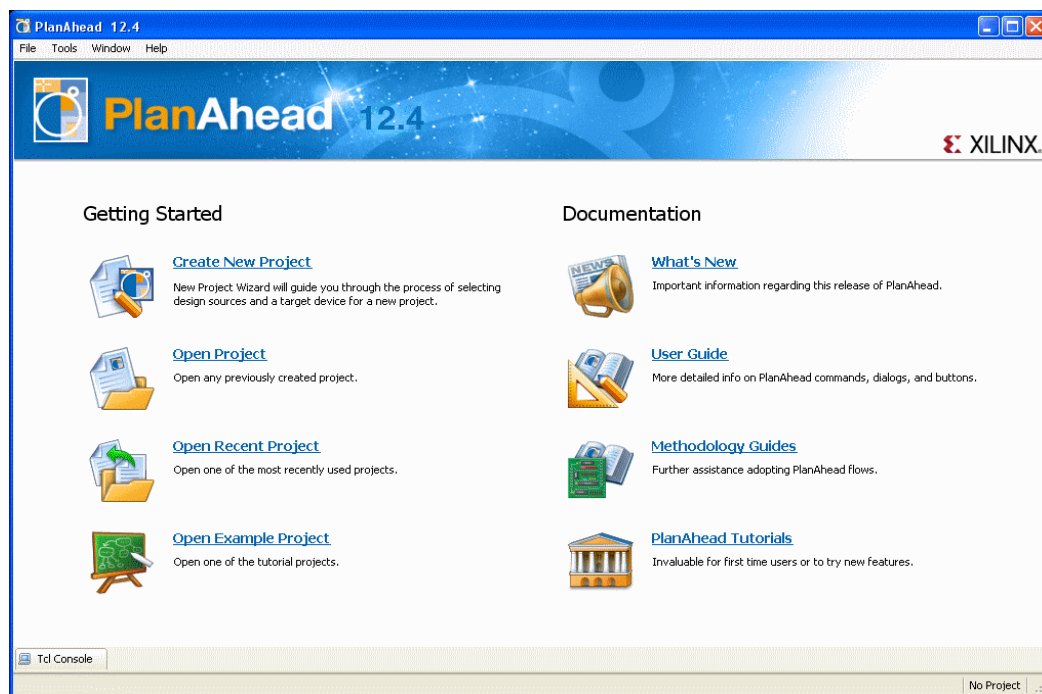 PlanAhead 12.4
File Tools Window Help
PlanAhead 12.4
XILINX
Getting Started
Create New Project
New Project Wizard will guide you through the process of selecting
design sources and a target device for a new project.
Open Project
Open any previously created project.
Open Recent Project
Open one of the most recently used projects.
Open Example Project
Open one of the tutorial projects.
Documentation
What's New
Important information regarding this release of PlanAhead.
User Guide
More detailed info on PlanAhead commands, dialogs, and buttons.
Methodology Guides
Further assistance adopting PlanAhead flows.
PlanAhead Tutorials
Invaluable for first time users or to try new features.
Tcl Console
No Project